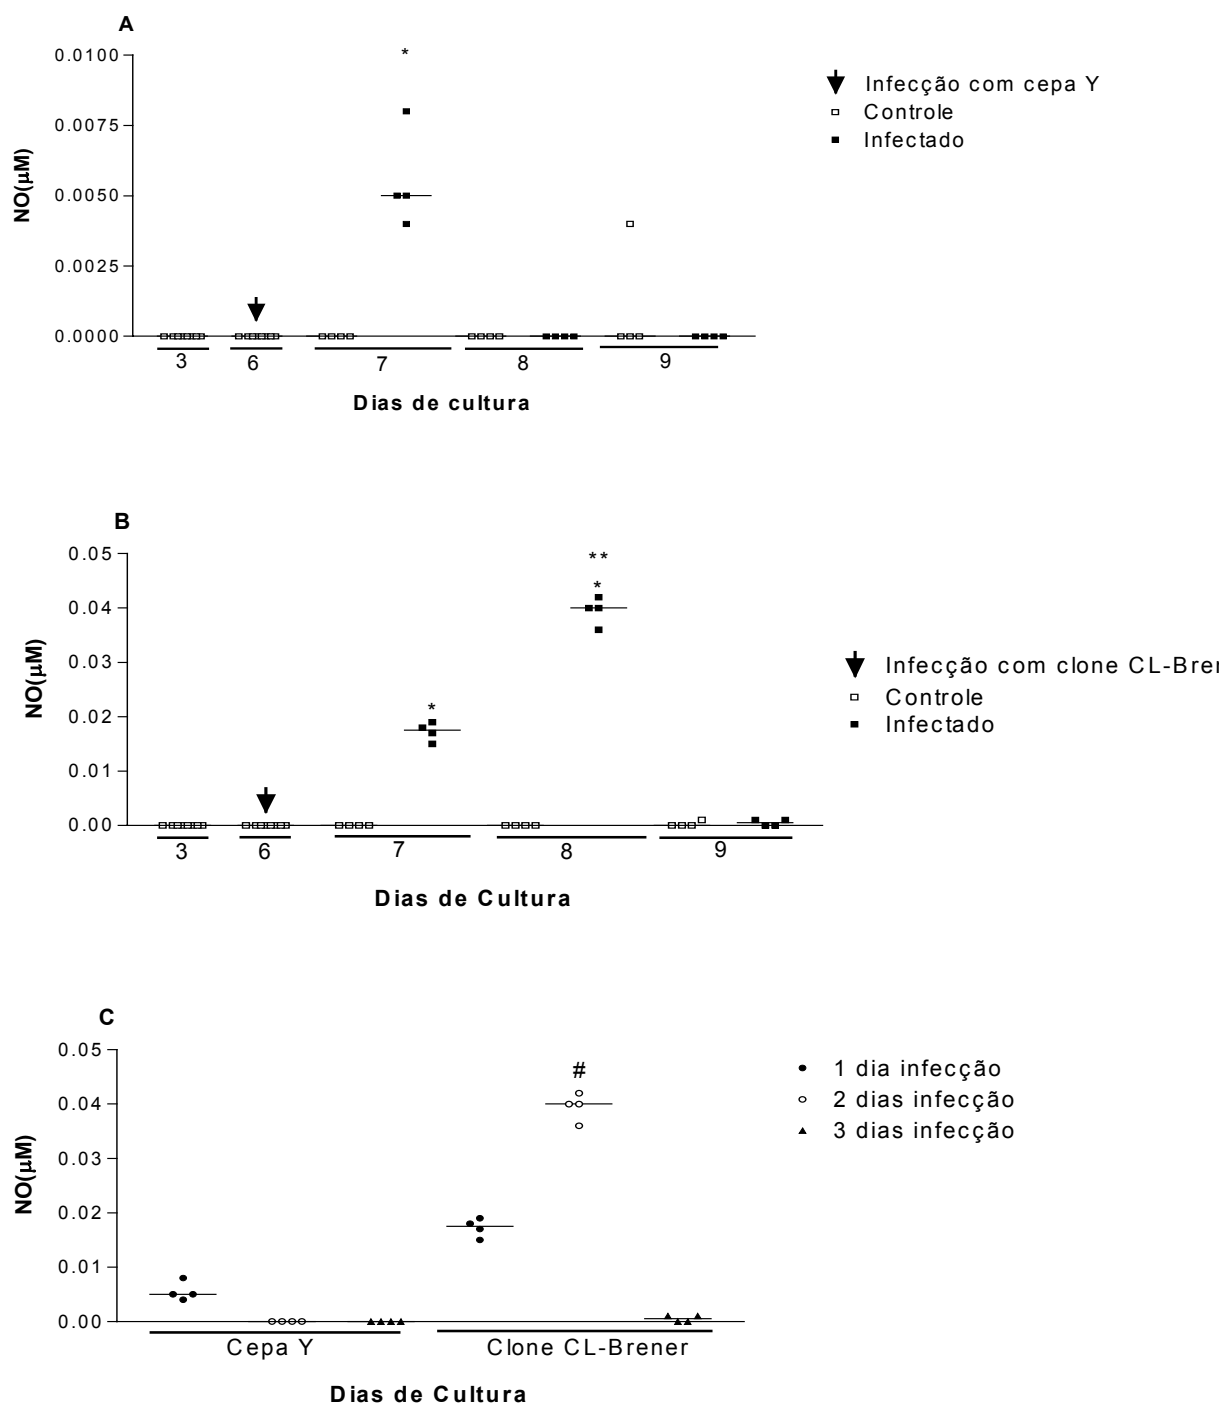 A
0.0100
0.0075
0.0050
0.0025
0.0000
NO(µM)
*
Infecção com cepa Y
Controle
Infectado
3 6 7 8 9
Dias de cultura
B
0.05
0.04
0.03
0.02
0.01
0.00
NO(µM)
*
**
*
Infecção com clone CL-Brer
Controle
Infectado
3 6 7 8 9
Dias de Cultura
C
0.05
0.04
0.03
0.02
0.01
0.00
NO(µM)
#
1 dia infecção
2 dias infecção
3 dias infecção
Cepa Y Clone CL-Brener
Dias de Cultura